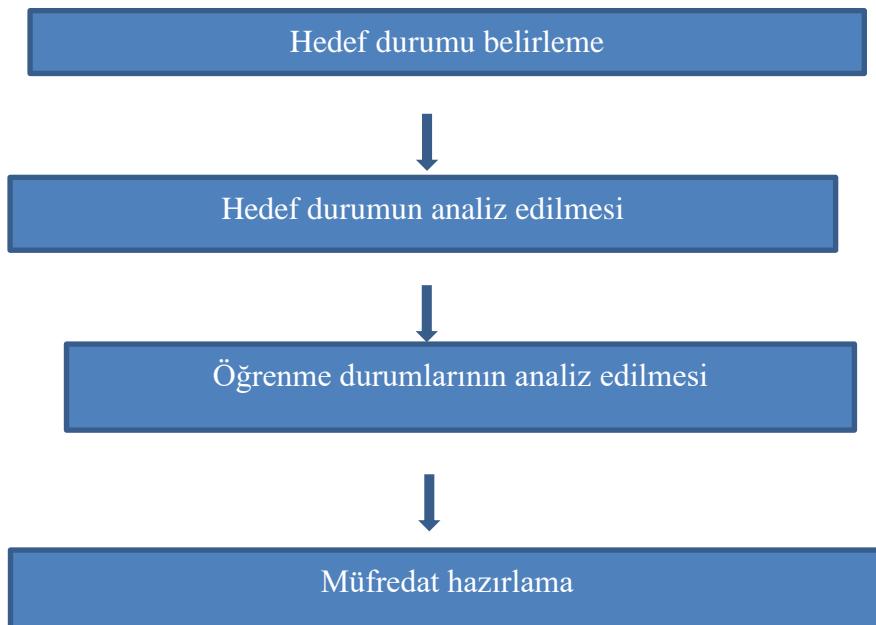 Hedef durumu belirleme
Hedef durumun analiz edilmesi
Öğrenme durumlarının analiz edilmesi
Müfredat hazırlama